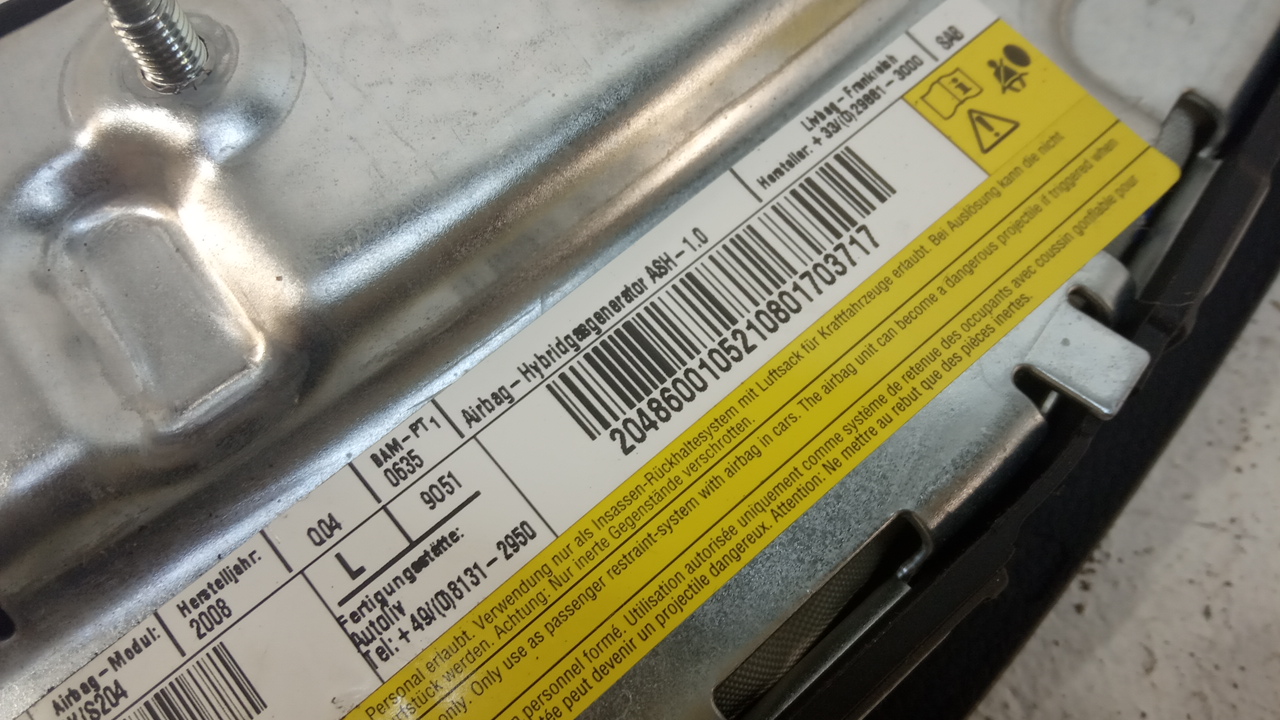 Airbag-Modul:
W/S204
Herstelljahr:
2008
Q04
L
BAM-PT1
0635
9051
Fertigungsstätte:
Autoliv
Tel: +49/(0)8131-2950
Airbag-Hybridgasgenerator ASH-1.0
Livbag-Frankreich
Hersteller: +33/(0)29881-3000
SAB
2048600105210801703717
Personal erlaubt. Verwendung nur als Insassen-Rückhaltesystem mit Luftsack für Kraftfahrzeuge erlaubt. Bei Auslösung kann die nicht
stück werden. Achtung: Nur inerte Gegenstände verschrotten.
only. Only use as passenger restraint-system with airbag in cars. The airbag unit can become a dangerous projectile if triggered when
personnel formé. Utilisation autorisée uniquement comme système de retenue des occupants avec coussin gonflable pour
peut devenir un projectile dangereux. Attention: Ne mettre au rebut que des pièces inertes.